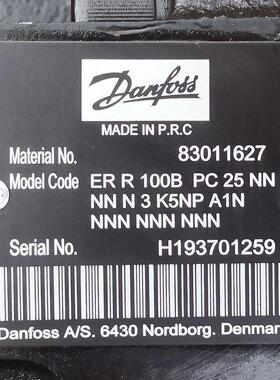 Danfoss
MADE IN P.R.C
Material No. 83011627
Model Code ER R 100B PC 25 NN
NN N 3 K5NP A1N
NNN NNN NNN
Serial No. H193701259
Danfoss A/S. 6430 Nordborg. Denmark